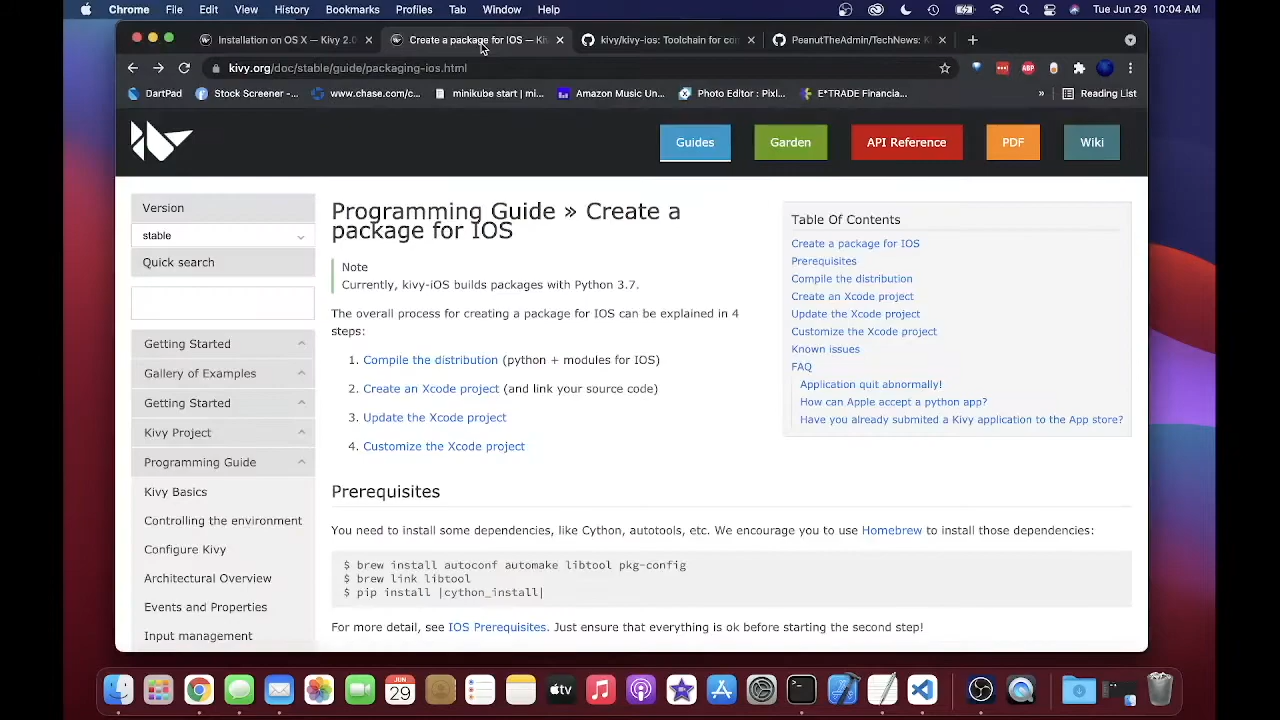 Chrome File Edit View History Bookmarks Profiles Tab Window Help Tue Jun 29 10:04 AM
Installation on OS X — Kivy 2.0 Create a package for IOS — Ki kivy/kivy-ios: Toolchain for con PeanutTheAdmin/TechNews: K
kivy.org/doc/stable/guide/packaging-ios.html ABP
DartPad Stock Screener -... www.chase.com/c... minikube start | mi... Amazon Music Un... Photo Editor : Pixl... E*TRADE Financia... » Reading List
Guides Garden API Reference PDF Wiki
Version
stable
Quick search
Getting Started
Gallery of Examples
Getting Started
Kivy Project
Programming Guide
Kivy Basics
Controlling the environment
Configure Kivy
Architectural Overview
Events and Properties
Input management
Programming Guide » Create a
package for IOS
Note
Currently, kivy-iOS builds packages with Python 3.7.
The overall process for creating a package for IOS can be explained in 4
steps:
1. Compile the distribution (python + modules for IOS)
2. Create an Xcode project (and link your source code)
3. Update the Xcode project
4. Customize the Xcode project
Table Of Contents
Create a package for IOS
Prerequisites
Compile the distribution
Create an Xcode project
Update the Xcode project
Customize the Xcode project
Known issues
FAQ
Application quit abnormally!
How can Apple accept a python app?
Have you already submited a Kivy application to the App store?
Prerequisites
You need to install some dependencies, like Cython, autotools, etc. We encourage you to use Homebrew to install those dependencies:
$ brew install autoconf automake libtool pkg-config
$ brew link libtool
$ pip install |cython_install|
For more detail, see IOS Prerequisites. Just ensure that everything is ok before starting the second step!
JUN
29
tv